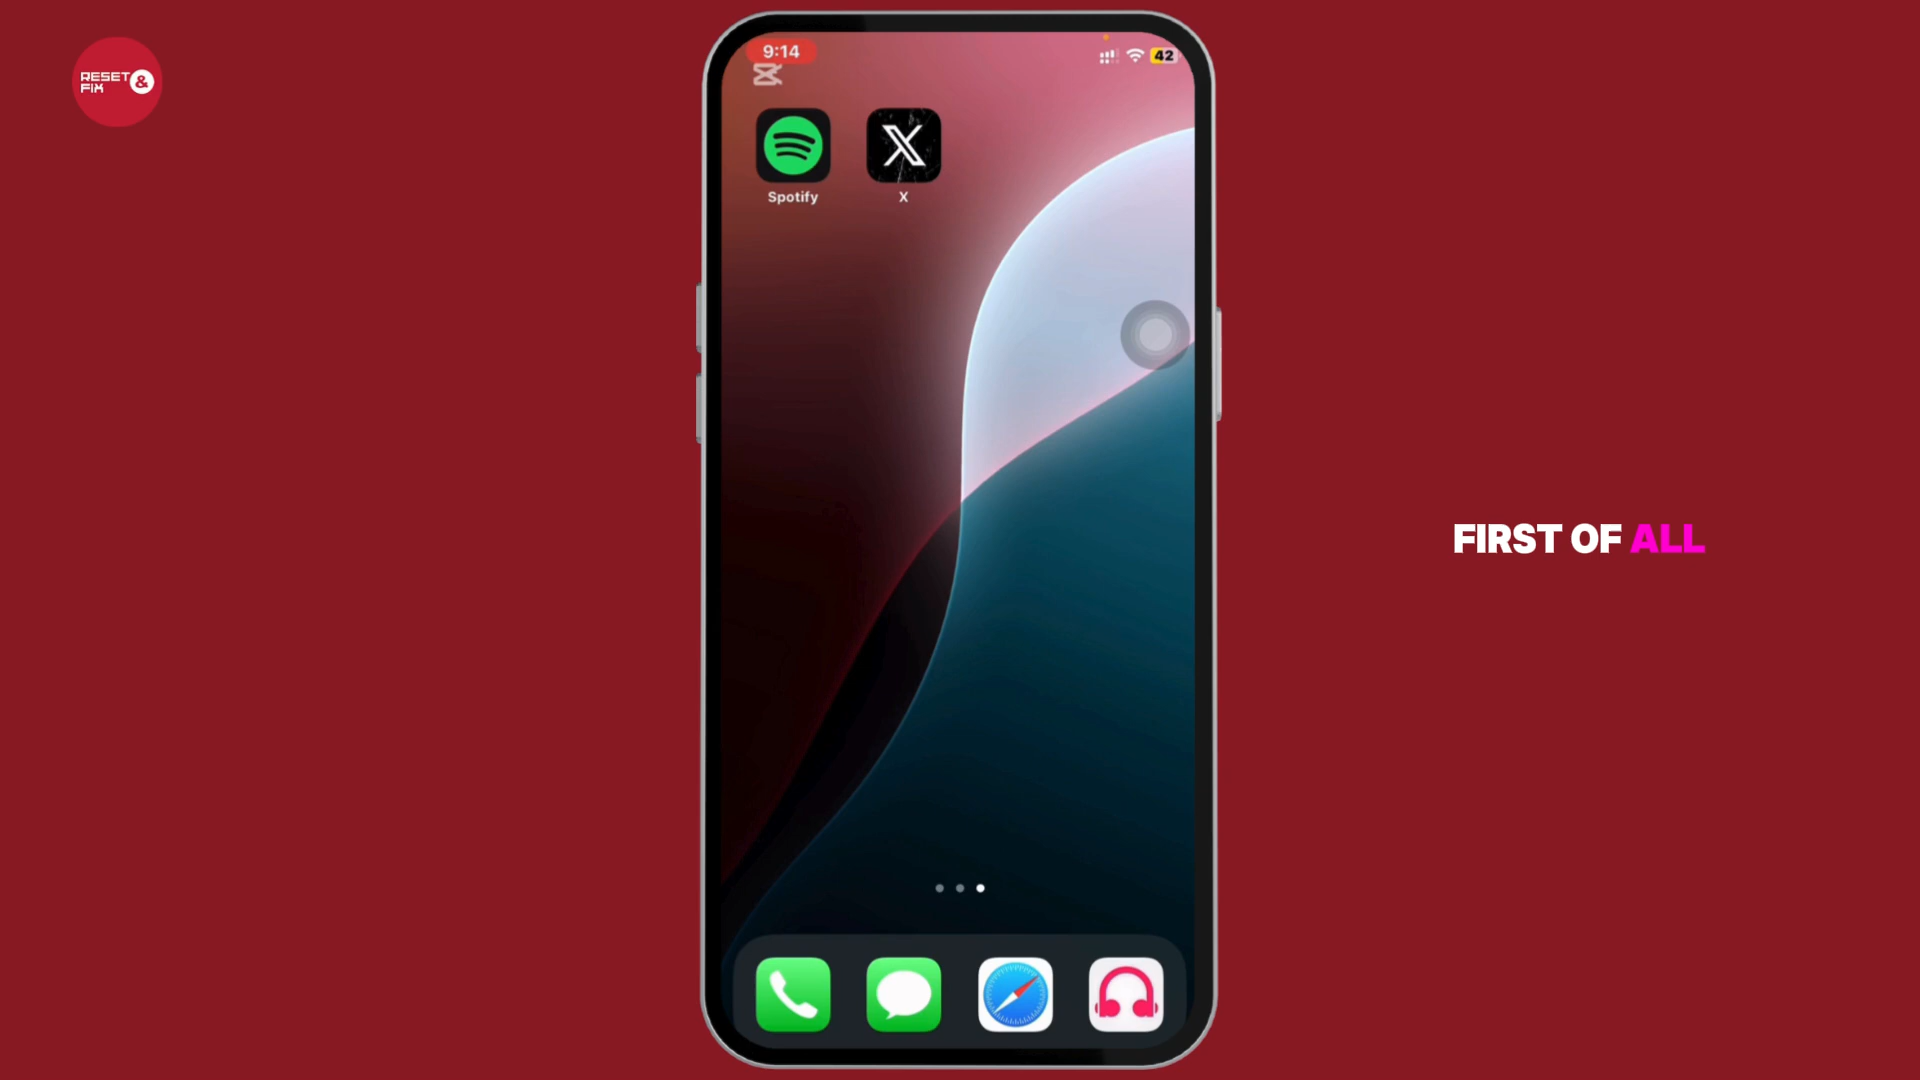 RESET
FIX &
9:14
42
Spotify
X
FIRST OF ALL